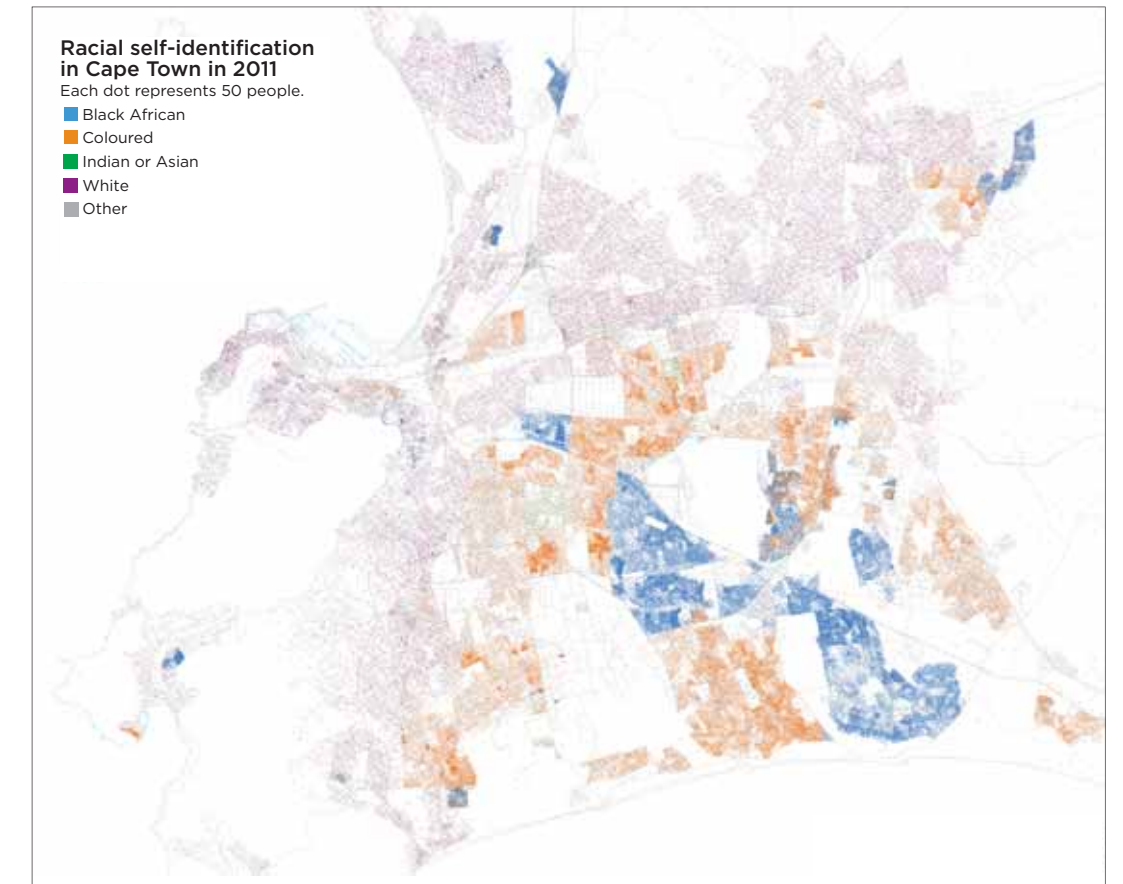 Racial self-identification
in Cape Town in 2011
Each dot represents 50 people.
Black African
Coloured
Indian or Asian
White
Other